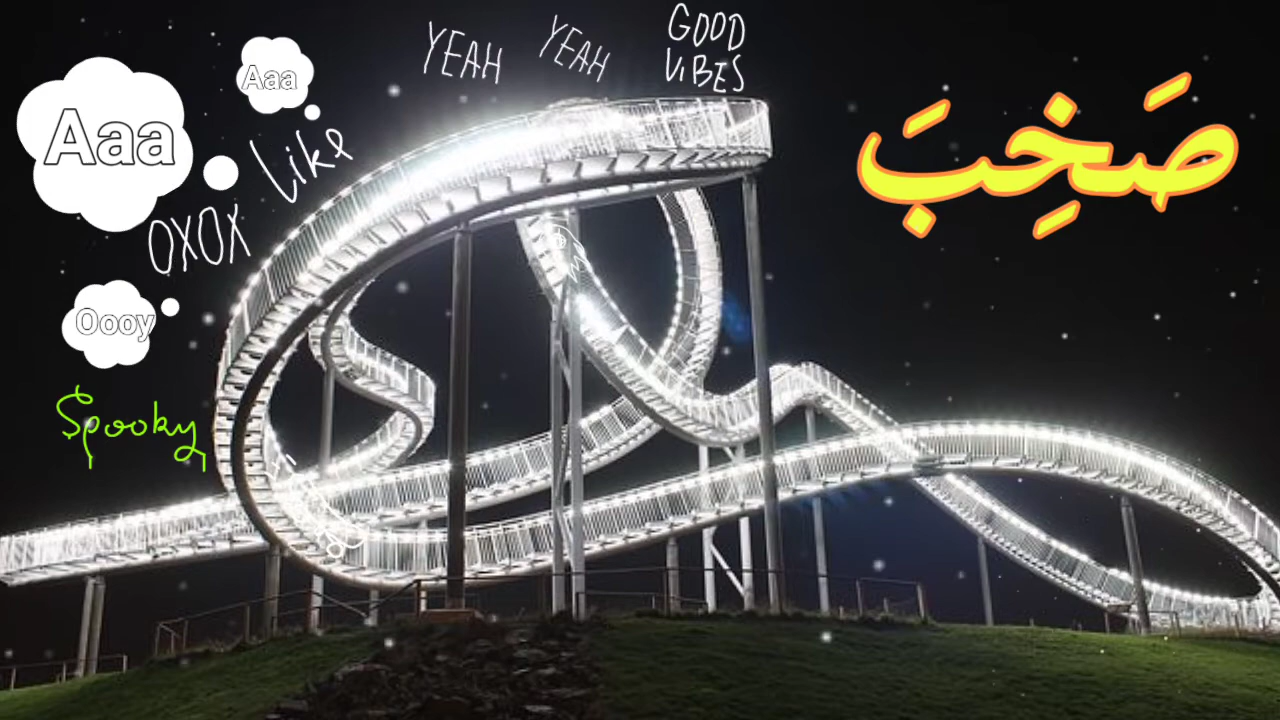 YEAH
YEAH
GOOD
VIBES
Aaa
Aaa
Like
OXOX
Oooy
Spooky
صَخِبَ